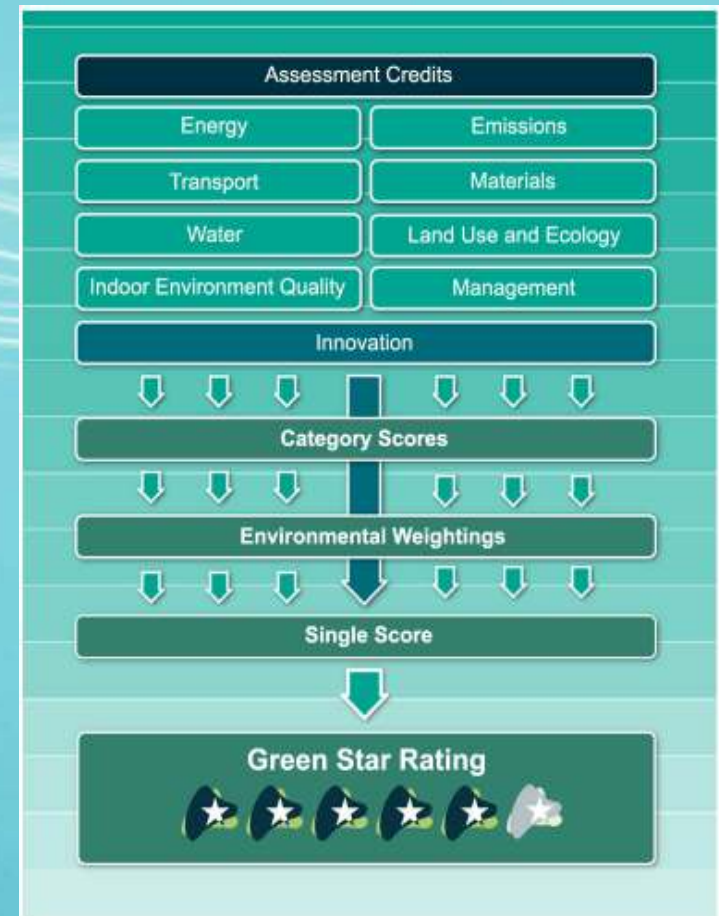 Assessment Credits
Energy
Emissions
Transport
Materials
Water
Land Use and Ecology
Indoor Environment Quality
Management
Innovation
Category Scores
Environmental Weightings
Single Score
Green Star Rating